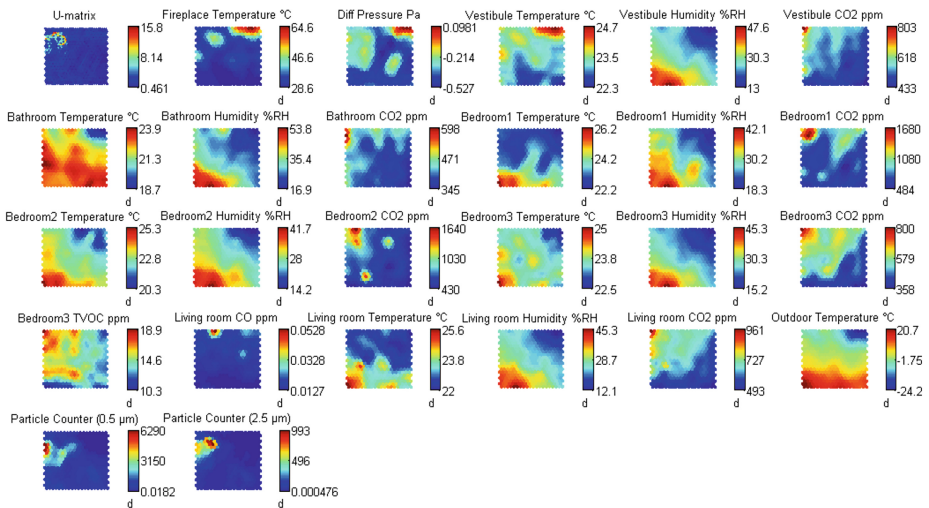 U-matrix
15.8
8.14
0.461
d
Fireplace Temperature °C
64.6
46.6
28.6
d
Diff Pressure Pa
0.0981
-0.214
-0.527
d
Vestibule Temperature °C
24.7
23.5
22.3
d
Vestibule Humidity %RH
47.7
30.3
13
d
Vestibule CO2 ppm
803
618
433
d
Bathroom Temperature °C
23.9
21.3
18.7
d
Bathroom Humidity %RH
53.8
35.4
16.9
d
Bathroom CO2 ppm
598
471
345
d
Bedroom1 Temperature °C
26.2
24.2
22.2
d
Bedroom1 Humidity %RH
42.1
30.2
18.3
d
Bedroom1 CO2 ppm
1680
1080
484
d
Bedroom2 Temperature °C
25.3
22.8
20.3
d
Bedroom2 Humidity %RH
41.7
28
14.2
d
Bedroom2 CO2 ppm
1640
1030
430
d
Bedroom3 Temperature °C
25
23.7
22.5
d
Bedroom3 Humidity %RH
45.3
30.3
15.2
d
Bedroom3 CO2 ppm
800
579
358
d
Bedroom3 TVOC ppm
18.9
14.6
10.3
d
Living room CO ppm
0.0528
0.0328
0.0127
d
Living room Temperature °C
25.6
23.8
22
d
Living room Humidity %RH
45.3
28.7
12.1
d
Living room CO2 ppm
961
727
493
d
Outdoor Temperature °C
20.7
-1.75
-24.2
d
Particle Counter (0.5 µm)
6290
3150
0.0182
d
Particle Counter (2.5 µm)
993
496
0.000476
d